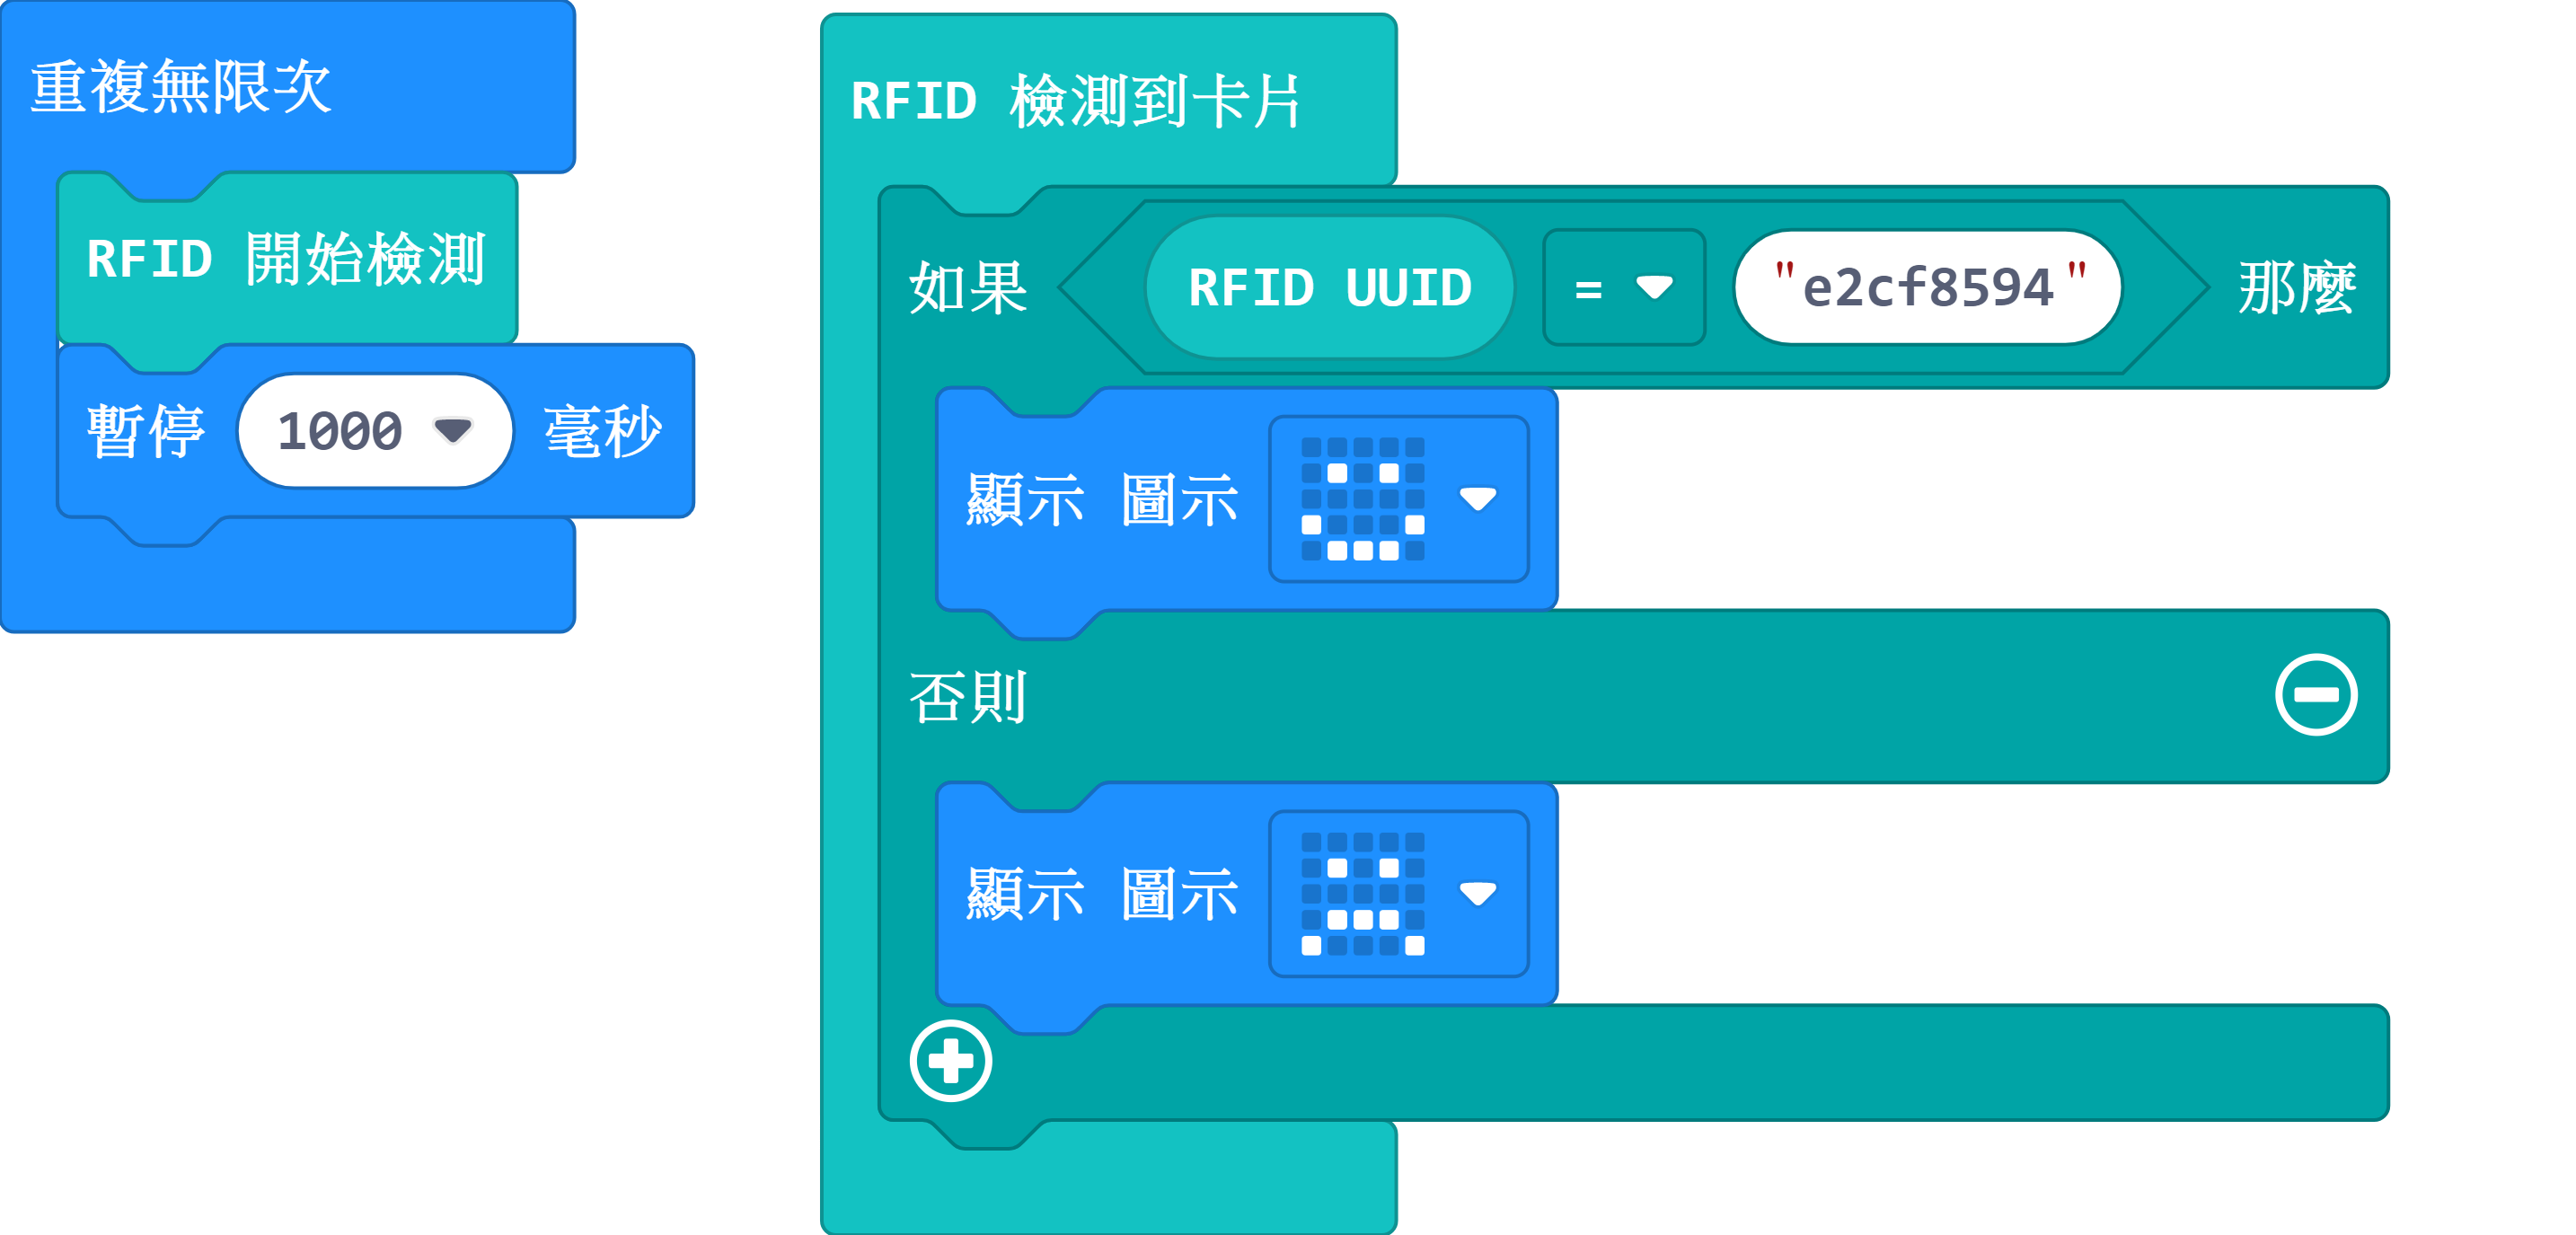 重複無限次
RFID 開始檢測
暫停 1000 毫秒
RFID 檢測到卡片
如果 RFID UUID = "e2cf8594" 那麼
顯示 圖示
否則
顯示 圖示